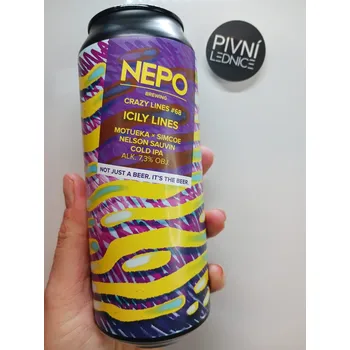 NEPO
BREWING
CRAZY LINES #68
ICILY LINES
MOTUEKA × SIMCOE
NELSON SAUVIN
COLD IPA
ALK. 7,3% OBJ
NOT JUST A BEER. IT'S THE BEER.
PIVNÍ
LEDNICE